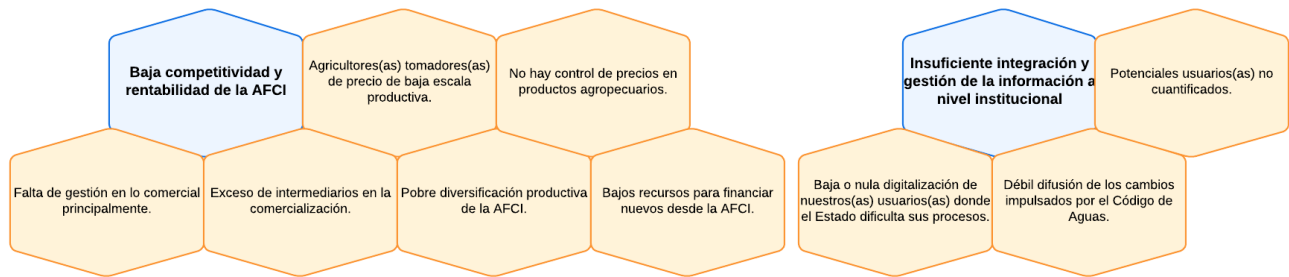 Baja competitividad y
rentabilidad de la AFCI
Agricultores(as) tomadores(as)
de precio de baja escala
productiva.
No hay control de precios en
productos agropecuarios.
Falta de gestión en lo comercial
principalmente.
Exceso de intermediarios en la
comercialización.
Pobre diversificación productiva
de la AFCI.
Bajos recursos para financiar
nuevos desde la AFCI.
Insuficiente integración y
gestión de la información a
nivel institucional
Potenciales usuarios(as) no
cuantificados.
Baja o nula digitalización de
nuestros(as) usuarios(as) donde
el Estado dificulta sus procesos.
Débil difusión de los cambios
impulsados por el Código de
Aguas.